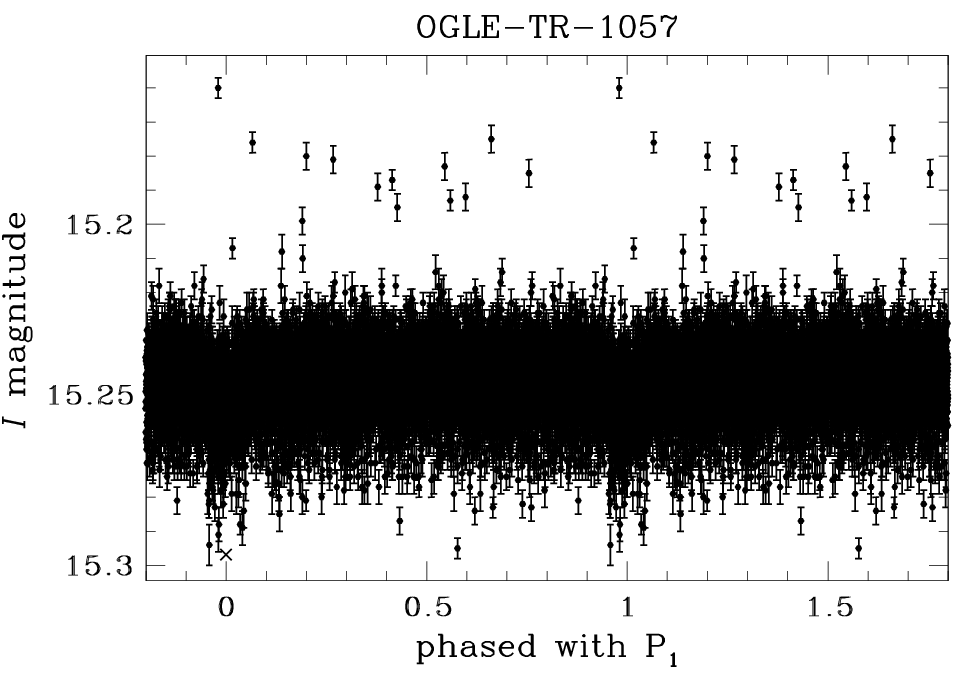 OGLE-TR-1057
I magnitude
15.2
15.25
15.3
0 0.5 1 1.5
phased with P₁